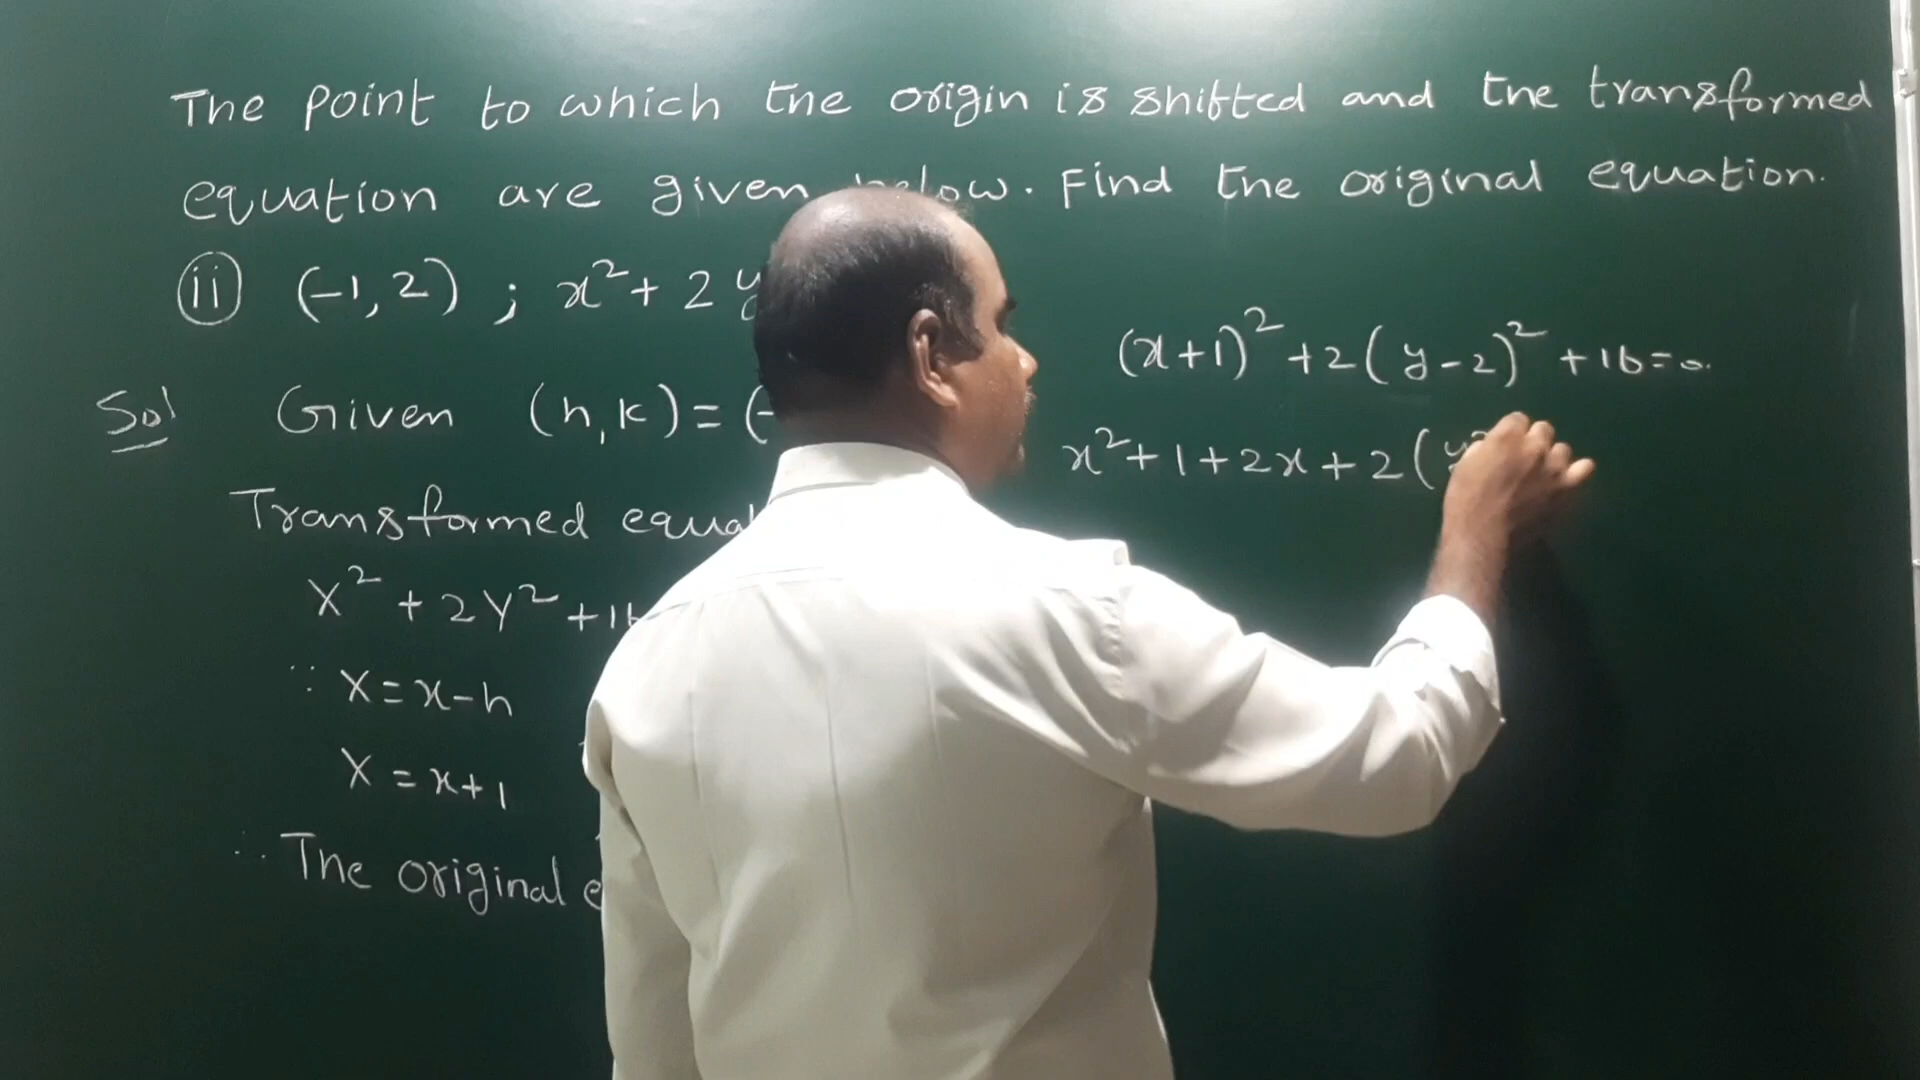 The point to which the origin is shifted and the transformed
equation are given below. Find the original equation.
(ii) (-1, 2) ; x² + 2 y
Sol Given (h, k) = (-
Transformed
X² + 2Y² + 16
∵ X = x - h
X = x + 1
∴ The original
(x+1)² + 2(y-2)² + 16 = 0.
x² + 1 + 2x + 2(y²